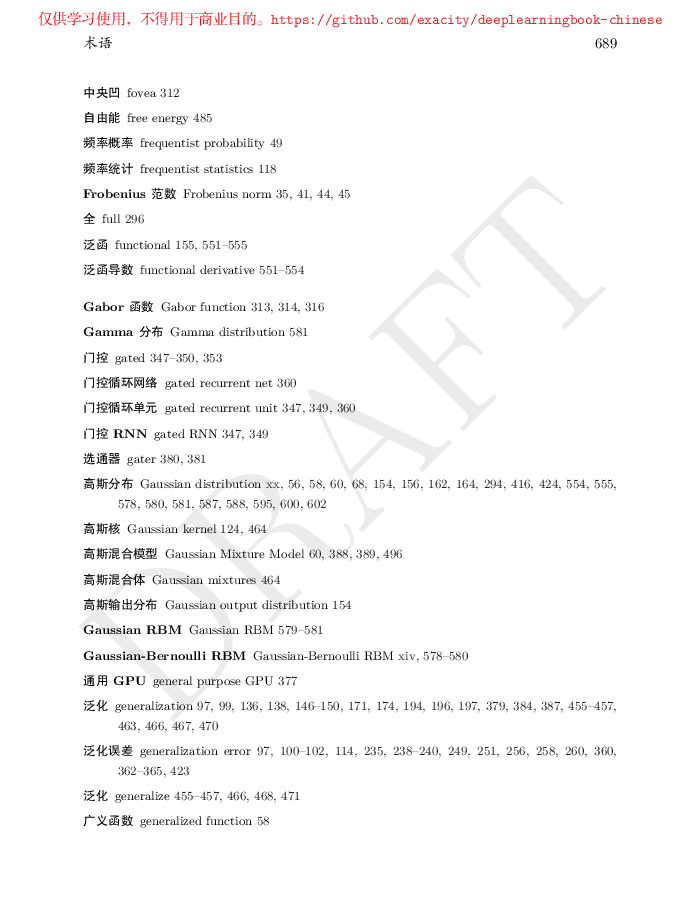 仅供学习使用，不得用于商业目的。https://github.com/exacity/deeplearningbook-chinese
术语 689
中央凹 fovea 312
自由能 free energy 485
频率概率 frequentist probability 49
频率统计 frequentist statistics 118
Frobenius 范数 Frobenius norm 35, 41, 44, 45
全 full 296
泛函 functional 155, 551–555
泛函导数 functional derivative 551–554
Gabor 函数 Gabor function 313, 314, 316
Gamma 分布 Gamma distribution 581
门控 gated 347–350, 353
门控循环网络 gated recurrent net 360
门控循环单元 gated recurrent unit 347, 349, 360
门控 RNN gated RNN 347, 349
选通器 gater 380, 381
高斯分布 Gaussian distribution xx, 56, 58, 60, 68, 154, 156, 162, 164, 294, 416, 424, 554, 555,
578, 580, 581, 587, 588, 595, 600, 602
高斯核 Gaussian kernel 124, 464
高斯混合模型 Gaussian Mixture Model 60, 388, 389, 496
高斯混合体 Gaussian mixtures 464
高斯输出分布 Gaussian output distribution 154
Gaussian RBM Gaussian RBM 579–581
Gaussian-Bernoulli RBM Gaussian-Bernoulli RBM xiv, 578–580
通用 GPU general purpose GPU 377
泛化 generalization 97, 99, 136, 138, 146–150, 171, 174, 194, 196, 197, 379, 384, 387, 455–457,
463, 466, 467, 470
泛化误差 generalization error 97, 100–102, 114, 235, 238–240, 249, 251, 256, 258, 260, 360,
362–365, 423
泛化 generalize 455–457, 466, 468, 471
广义函数 generalized function 58
DRAFT